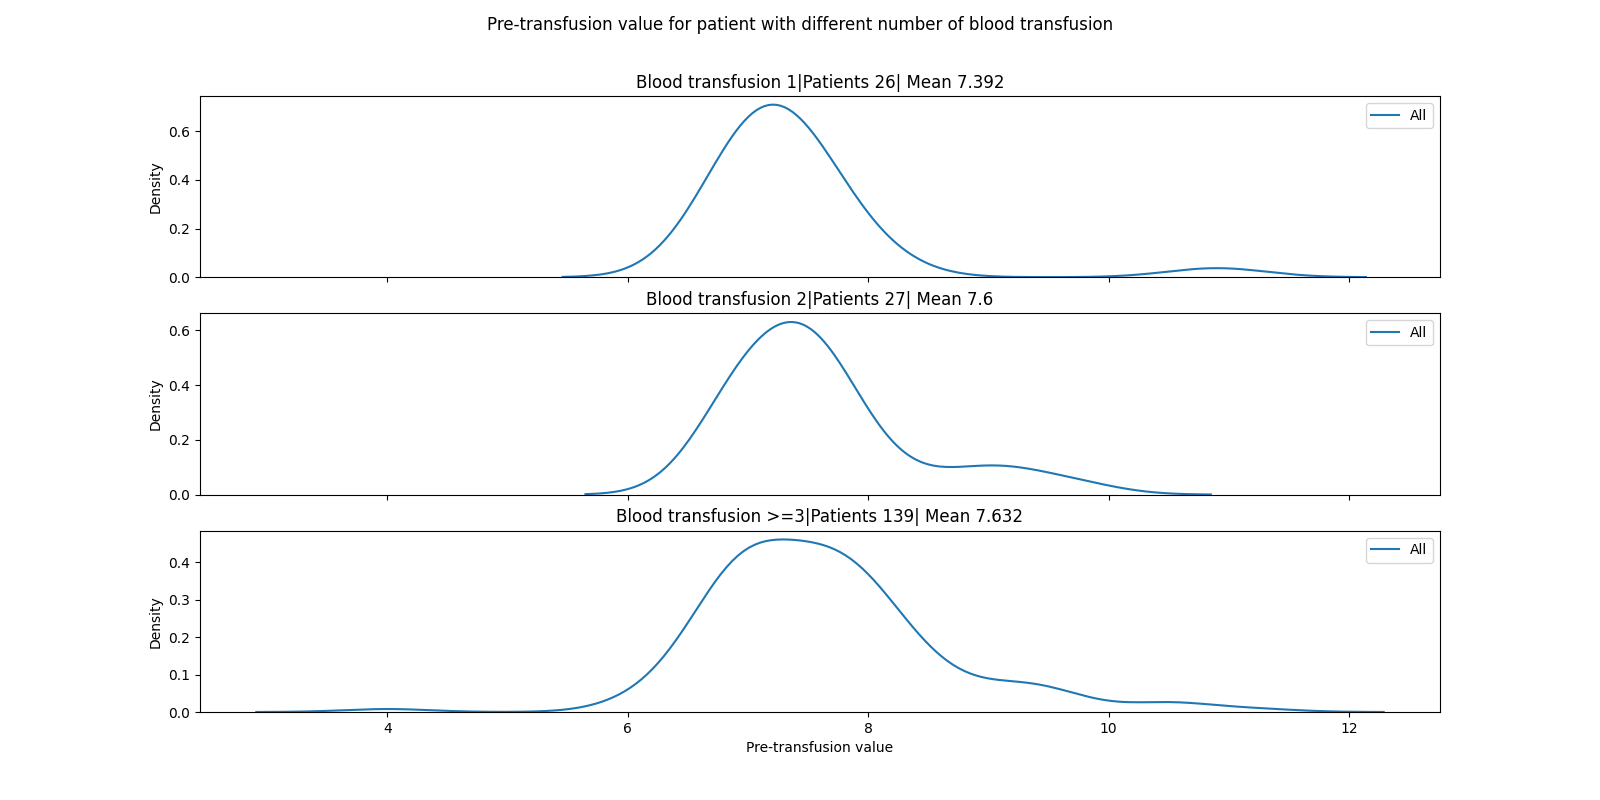 Pre-transfusion value for patient with different number of blood transfusion
Blood transfusion 1|Patients 26| Mean 7.392
All
0.6
0.4
0.2
0.0
Density
Blood transfusion 2|Patients 27| Mean 7.6
All
0.6
0.4
0.2
0.0
Density
Blood transfusion >=3|Patients 139| Mean 7.632
All
0.4
0.3
0.2
0.1
0.0
Density
4 6 8 10 12
Pre-transfusion value